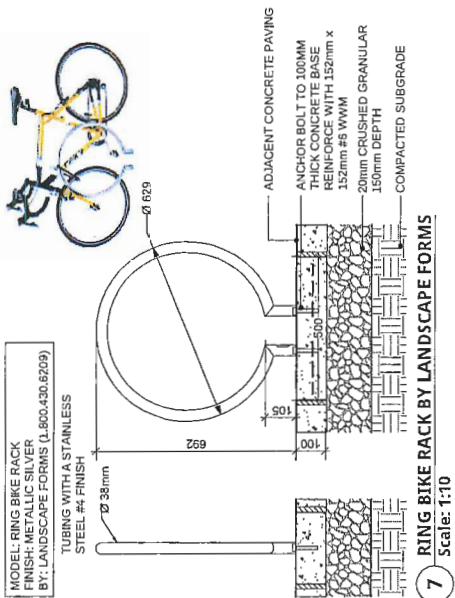 MODEL: RING BIKE RACK
FINISH: METALLIC SILVER
BY: LANDSCAPE FORMS (1.800.430.6209)
TUBING WITH A STAINLESS
STEEL #4 FINISH
Ø 38mm
Ø 629
692
105
100
500
ADJACENT CONCRETE PAVING
ANCHOR BOLT TO 100MM
THICK CONCRETE BASE
REINFORCE WITH 152mm x
152mm #6 WWM
20mm CRUSHED GRANULAR
150mm DEPTH
COMPACTED SUBGRADE
7
RING BIKE RACK BY LANDSCAPE FORMS
Scale: 1:10